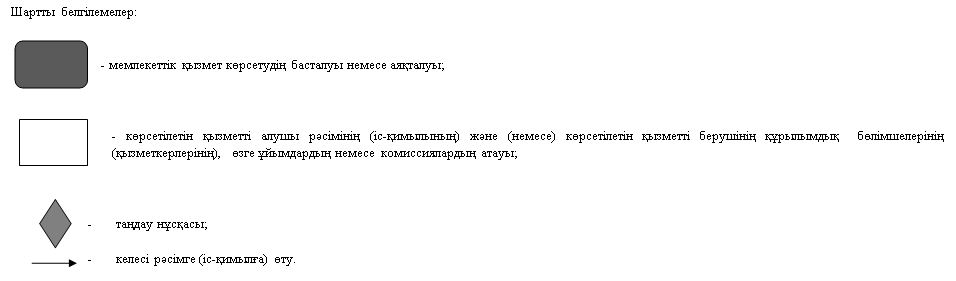 Шартты белгілемелер:
- мемлекеттік қызмет көрсетудің басталуы немесе аяқталуы;
- көрсетілетін қызметті алушы рәсімінің (іс-қимылының) және (немесе) көрсетілетін қызметті берушінің құрылымдық бөлімшелерінің
(қызметкерлерінің), өзге ұйымдардың немесе комиссиялардың атауы;
- таңдау нұсқасы;
- келесі рәсімге (іс-қимылға) өту.